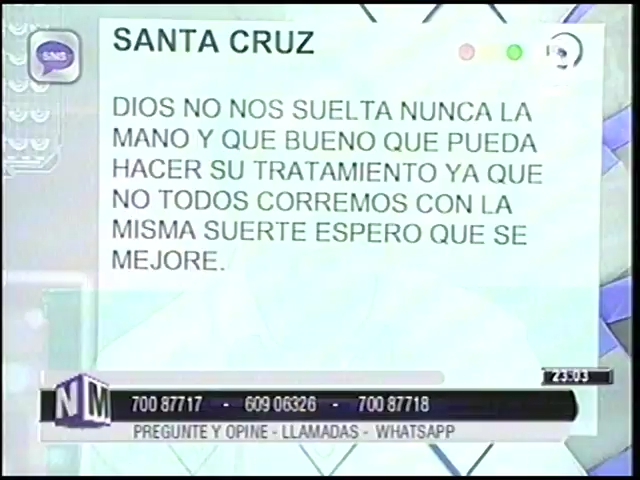 SMS
SANTA CRUZ
DIOS NO NOS SUELTA NUNCA LA
MANO Y QUE BUENO QUE PUEDA
HACER SU TRATAMIENTO YA QUE
NO TODOS CORREMOS CON LA
MISMA SUERTE ESPERO QUE SE
MEJORE.
23:03
NM
700 87717 - 609 06326 - 700 87718
PREGUNTE Y OPINE - LLAMADAS - WHATSAPP